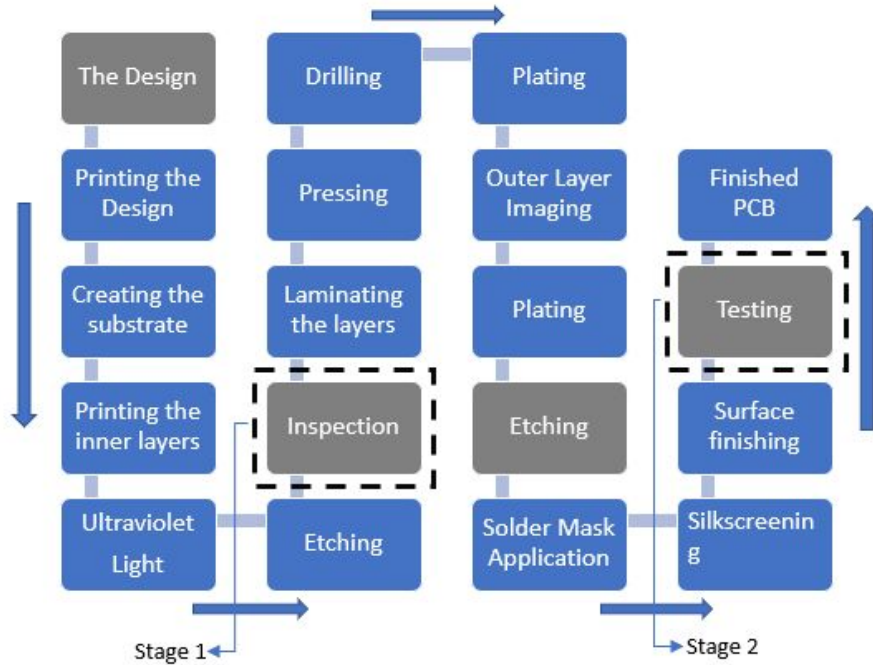 The Design
Printing the
Design
Creating the
substrate
Printing the
inner layers
Ultraviolet
Light
Etching
Inspection
Laminating
the layers
Pressing
Drilling
Plating
Outer Layer
Imaging
Plating
Etching
Solder Mask
Application
Silkscreenin
g
Surface
finishing
Testing
Finished
PCB
Stage 1
Stage 2